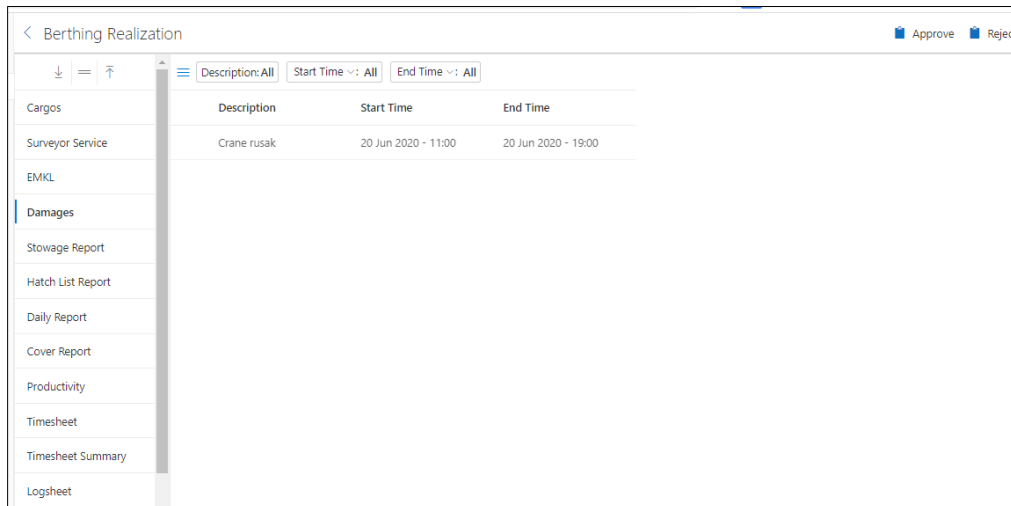 Berthing Realization
Approve
Description: All
Start Time : All
End Time : All
Cargos
Surveyor Service
EMKL
Damages
Stowage Report
Hatch List Report
Daily Report
Cover Report
Productivity
Timesheet
Timesheet Summary
Logsheet
Description Start Time End Time
Crane rusak 20 Jun 2020 - 11:00 20 Jun 2020 - 19:00